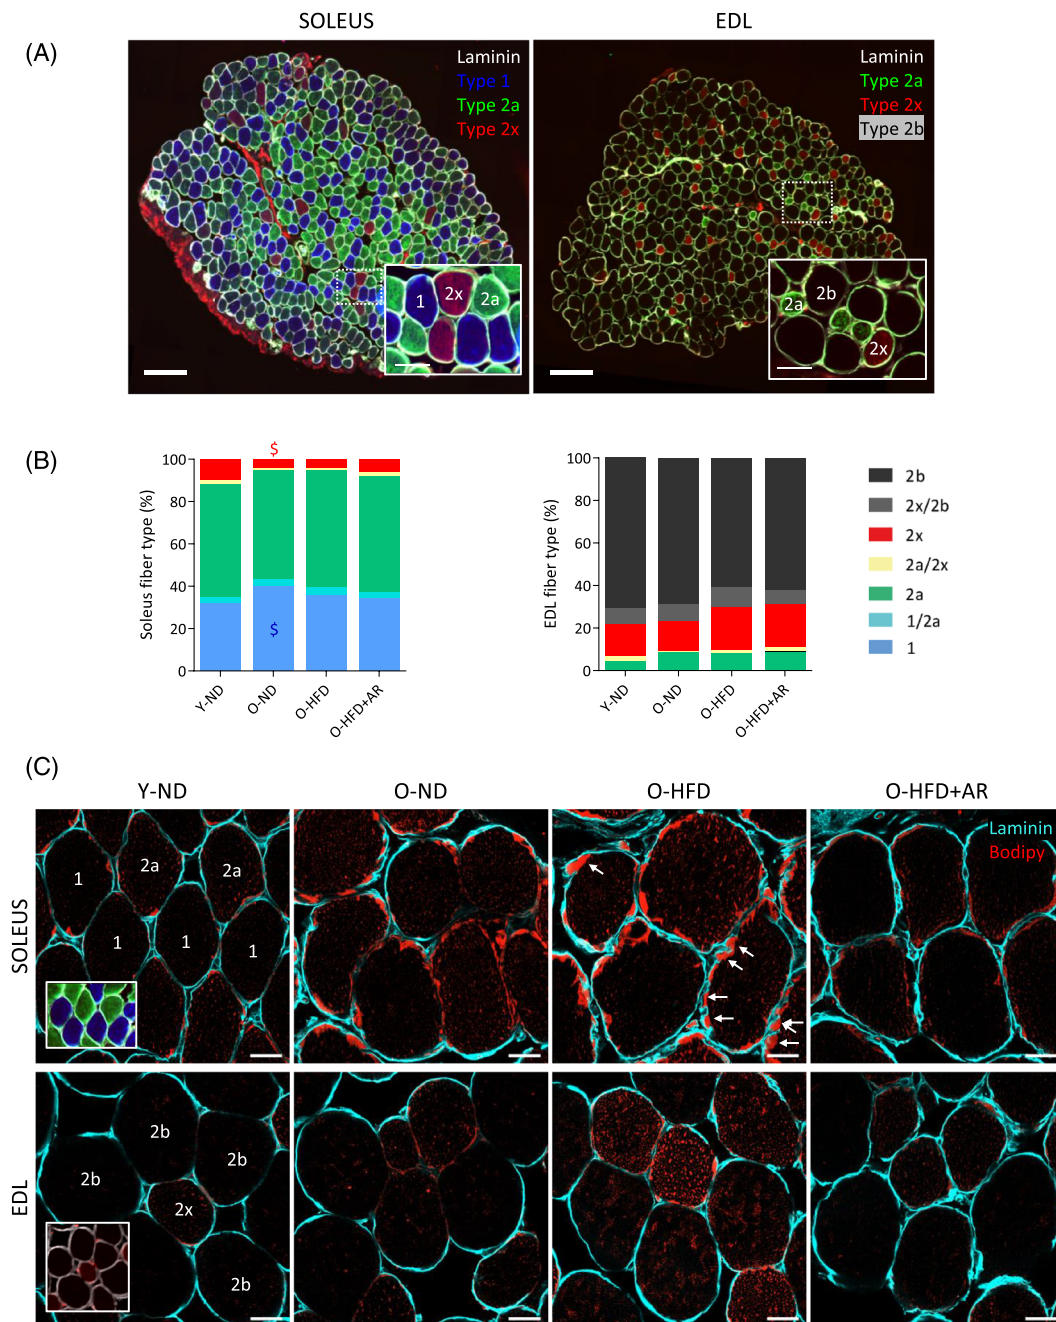 SOLEUS EDL
(A)
Laminin
Type 1
Type 2a
Type 2x
1 2x 2a
Laminin
Type 2a
Type 2x
Type 2b
2a 2b
2x
(B)
$
Soleus fiber type (%)
100
80
60
40
20
0
$
Y-ND O-ND O-HFD O-HFD+AR
EDL fiber type (%)
100
80
60
40
20
0
Y-ND O-ND O-HFD O-HFD+AR
2b
2x/2b
2x
2a/2x
2a
1/2a
1
(C)
Y-ND O-ND O-HFD O-HFD+AR
SOLEUS
1 2a 2a
1 1 1
Laminin
Bodipy
EDL
2b
2b 2b
2x
2b